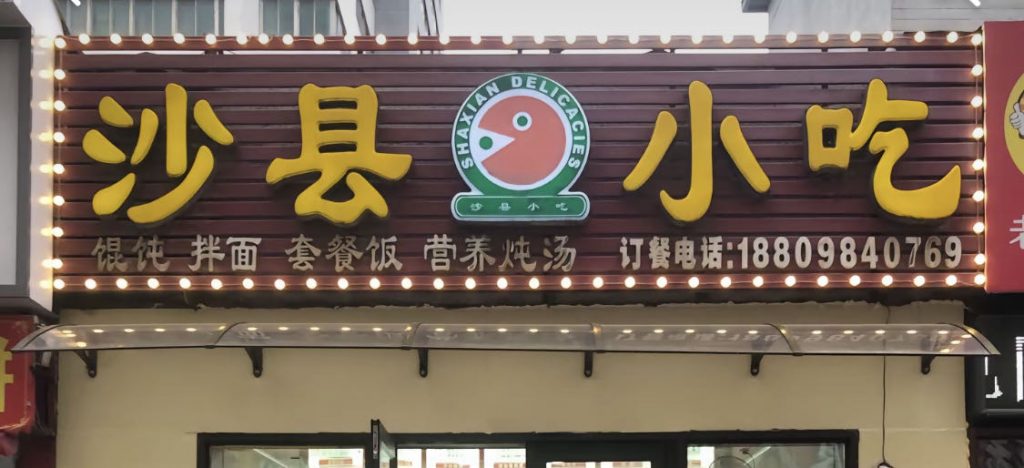 沙县小吃
SHAXIAN DELICACIES
沙县小吃
馄饨 拌面 套餐饭 营养炖汤 订餐电话:18809840769
老